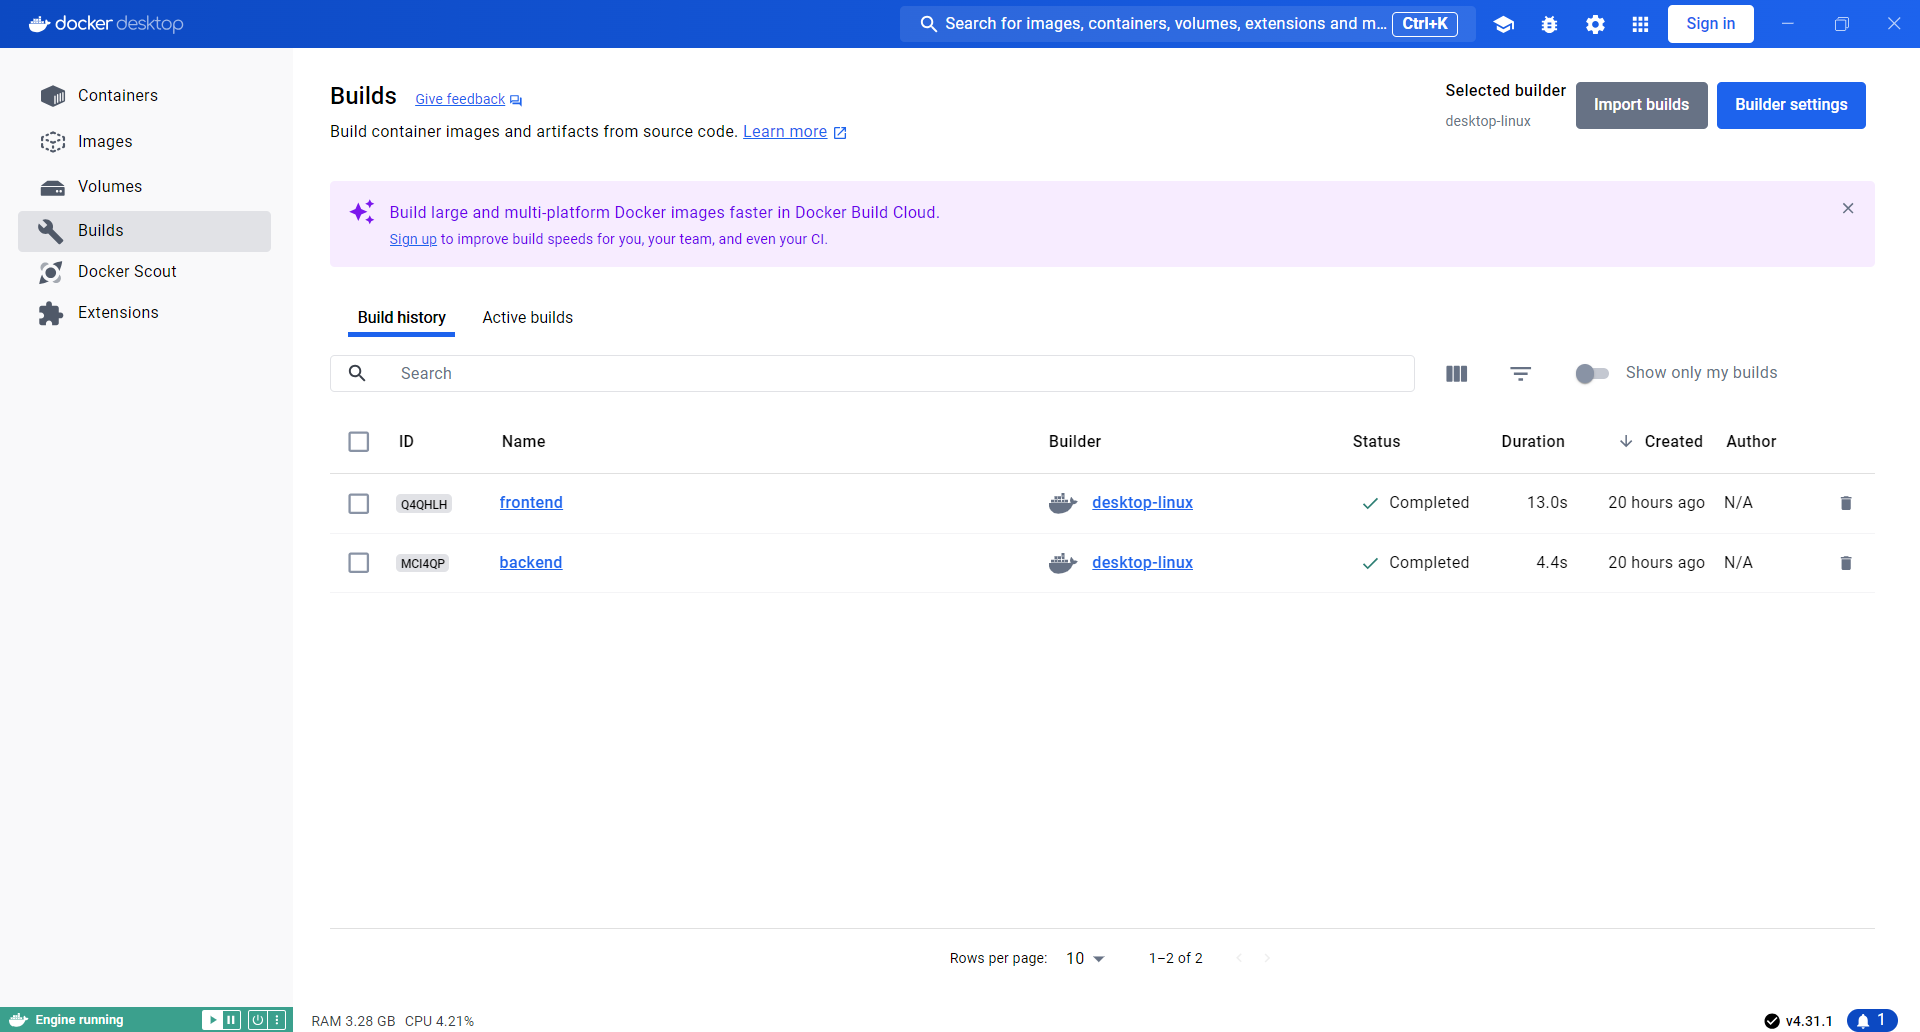 docker desktop
Search for images, containers, volumes, extensions and m... Ctrl+K
Sign in
Containers
Images
Volumes
Builds
Docker Scout
Extensions
Builds Give feedback
Build container images and artifacts from source code. Learn more
Selected builder
desktop-linux
Import builds
Builder settings
Build large and multi-platform Docker images faster in Docker Build Cloud.
Sign up to improve build speeds for you, your team, and even your CI.
Build history Active builds
Search
Show only my builds
ID Name Builder Status Duration Created Author
Q4QHLH frontend desktop-linux Completed 13.0s 20 hours ago N/A
MCI4QP backend desktop-linux Completed 4.4s 20 hours ago N/A
Rows per page: 10 1–2 of 2
Engine running
RAM 3.28 GB CPU 4.21%
v4.31.1
1